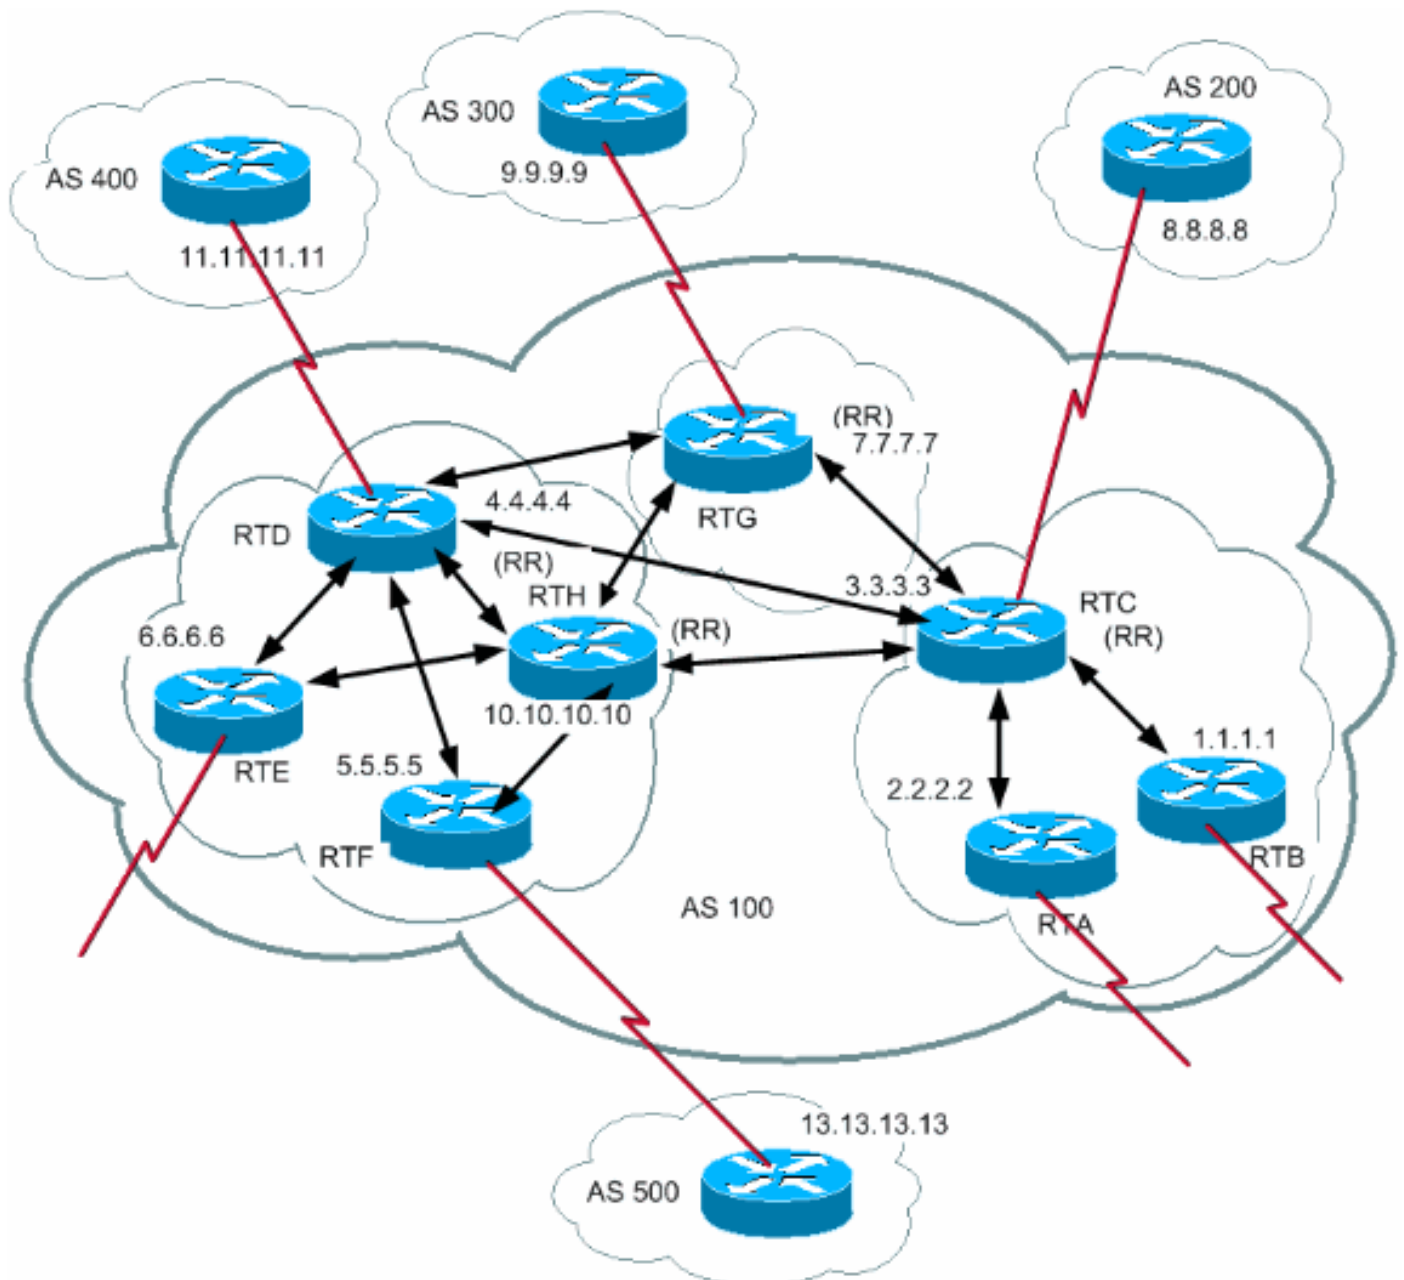 AS 300
AS 200
9.9.9.9
AS 400
8.8.8.8
11.11.11.11
(RR)
7.7.7.7
4.4.4.4
RTG
RTD
(RR)
3.3.3.3
RTH
RTC
(RR)
(RR)
6.6.6.6
10.10.10.10
1.1.1.1
RTE
5.5.5.5
2.2.2.2
RTF
RTB
AS 100
RTA
13.13.13.13
AS 500